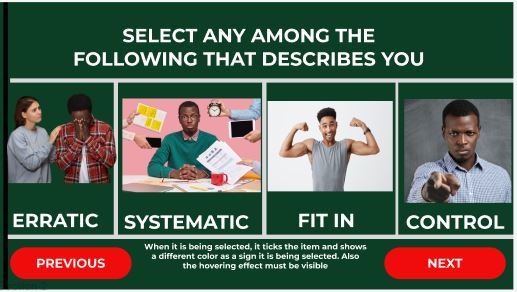 SELECT ANY AMONG THE
FOLLOWING THAT DESCRIBES YOU
ERRATIC
SYSTEMATIC
FIT IN
CONTROL
PREVIOUS
When it is being selected, it ticks the item and shows
a different color as a sign it is being selected. Also
the hovering effect must be visible
NEXT